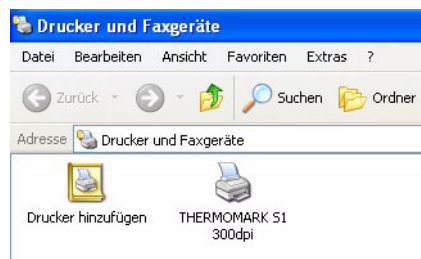 Drucker und Faxgeräte
Datei Bearbeiten Ansicht Favoriten Extras ?
Zurück Suchen Ordner
Adresse Drucker und Faxgeräte
Drucker hinzufügen THERMOMARK S1
300dpi